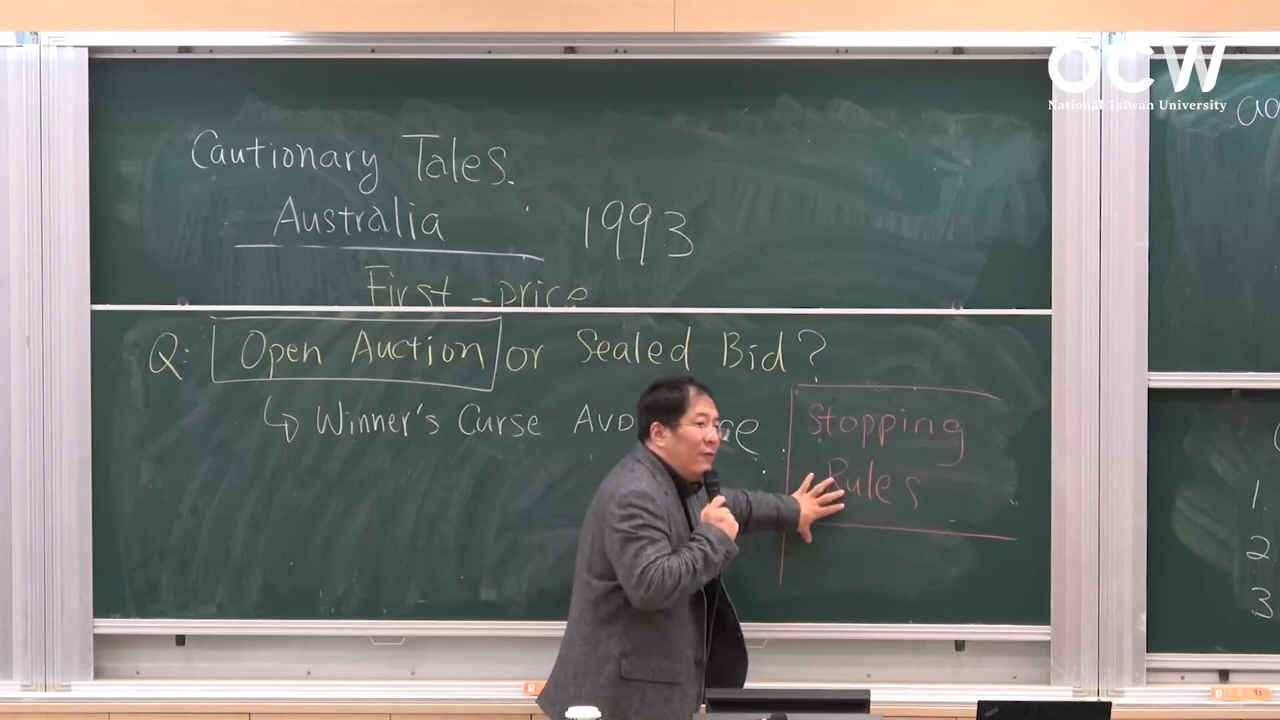 OCW
National Taiwan University
Cautionary Tales.
Australia 1993
First-price
Q: Open Auction or Sealed Bid?
↳ Winner's Curse
Stopping
Rules
1.
2
3